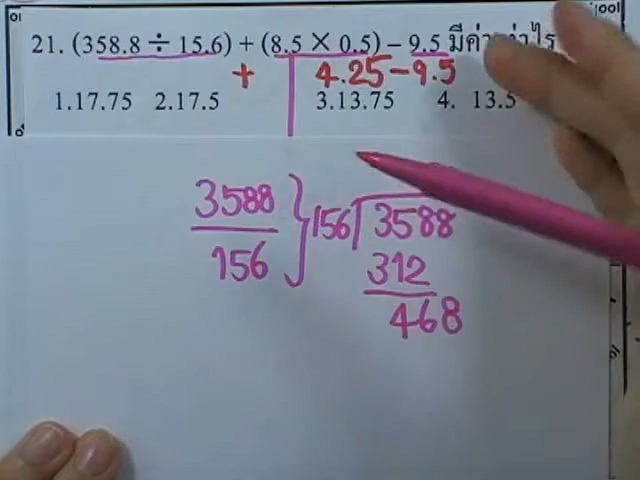 21. (358.8 ÷ 15.6) + (8.5 × 0.5) – 9.5 มีค่า
+ 4.25-9.5
1.17.75 2.17.5 3.13.75 4. 13.5
3588 156 3588
156 312
468